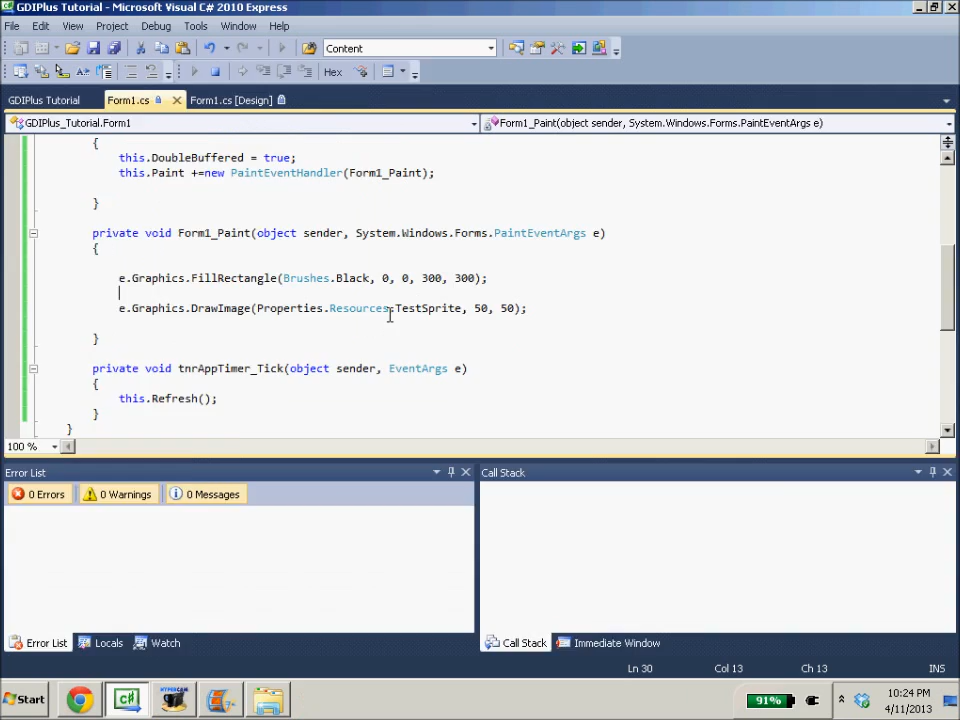 GDIPlus Tutorial - Microsoft Visual C# 2010 Express
File Edit View Project Debug Tools Window Help
Content
Hex
GDIPlus Tutorial Form1.cs Form1.cs [Design]
GDIPlus_Tutorial.Form1 Form1_Paint(object sender, System.Windows.Forms.PaintEventArgs e)
{
this.DoubleBuffered = true;
this.Paint +=new PaintEventHandler(Form1_Paint);
}
private void Form1_Paint(object sender, System.Windows.Forms.PaintEventArgs e)
{
e.Graphics.FillRectangle(Brushes.Black, 0, 0, 300, 300);
e.Graphics.DrawImage(Properties.Resources.TestSprite, 50, 50);
}
private void tnrAppTimer_Tick(object sender, EventArgs e)
{
this.Refresh();
}
}
100 %
Error List Call Stack
0 Errors 0 Warnings 0 Messages
Error List Locals Watch Call Stack Immediate Window
Ln 30 Col 13 Ch 13 INS
Start C# HYPERCAM 91% 10:24 PM
4/11/2013